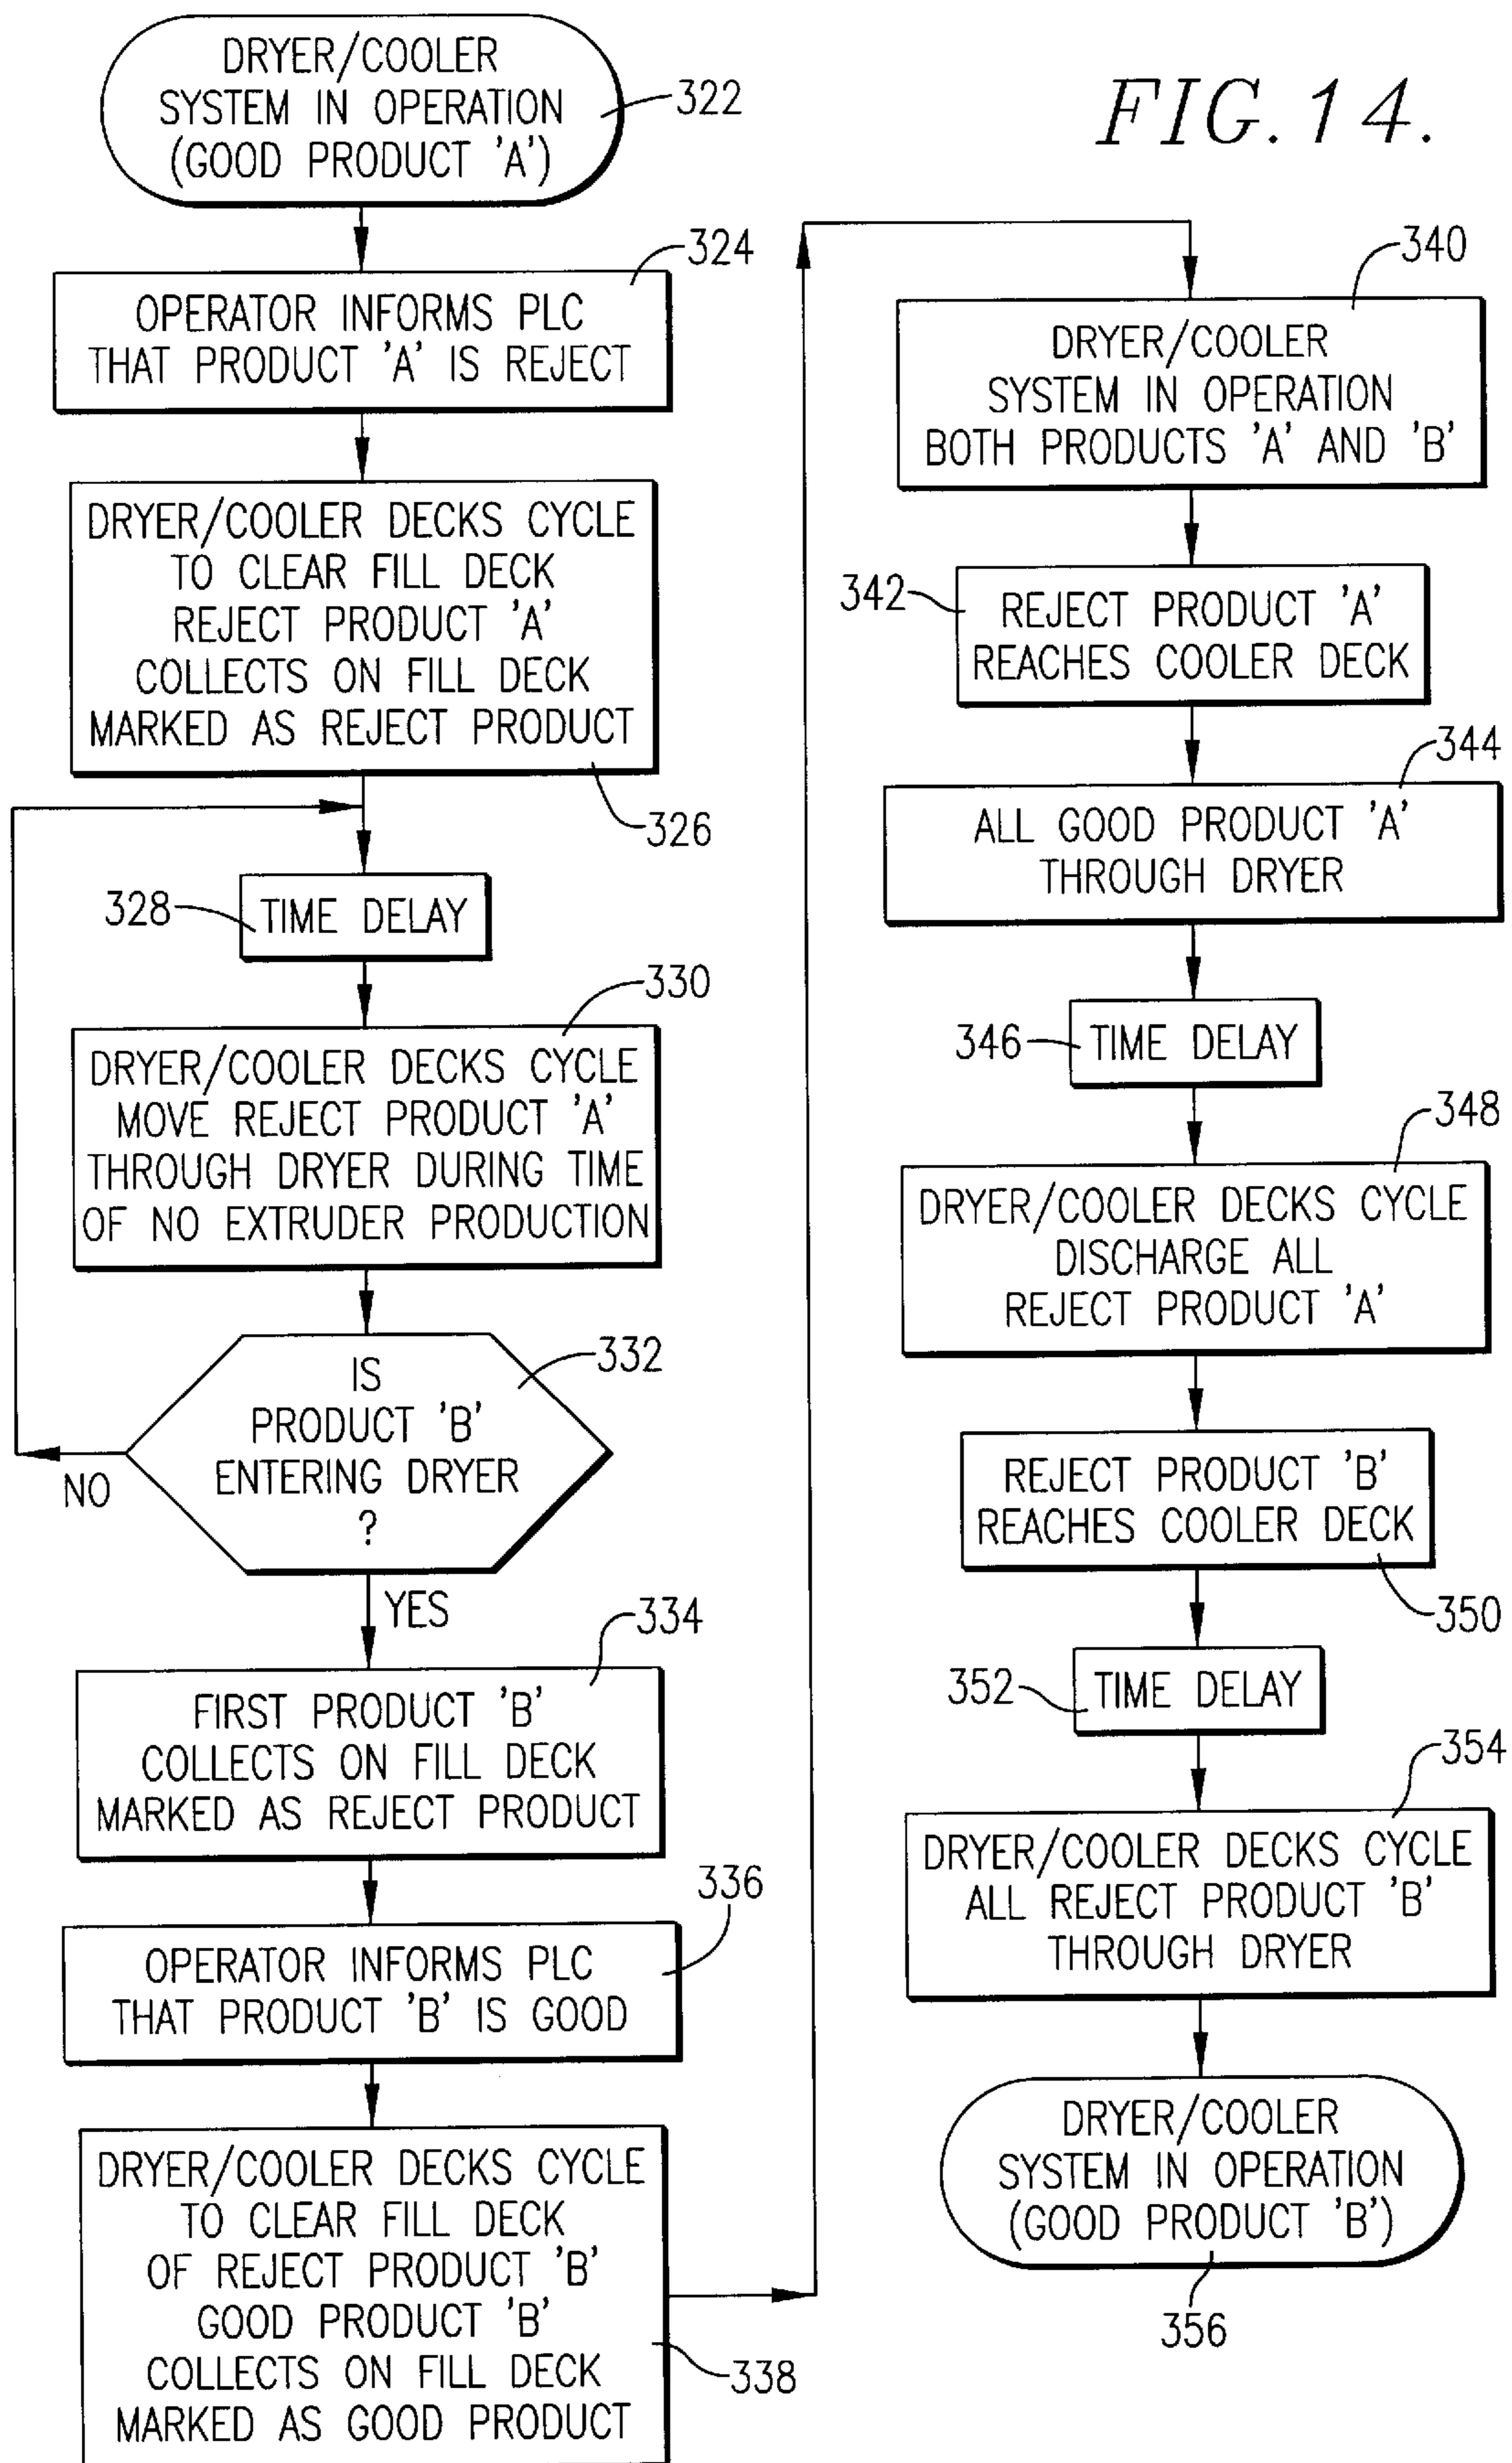 FIG. 14.
DRYER/COOLER
SYSTEM IN OPERATION
(GOOD PRODUCT 'A')
322
324
OPERATOR INFORMS PLC
THAT PRODUCT 'A' IS REJECT
DRYER/COOLER DECKS CYCLE
TO CLEAR FILL DECK
REJECT PRODUCT 'A'
COLLECTS ON FILL DECK
MARKED AS REJECT PRODUCT
326
328
TIME DELAY
330
DRYER/COOLER DECKS CYCLE
MOVE REJECT PRODUCT 'A'
THROUGH DRYER DURING TIME
OF NO EXTRUDER PRODUCTION
332
IS
PRODUCT 'B'
ENTERING DRYER
?
NO
YES
334
FIRST PRODUCT 'B'
COLLECTS ON FILL DECK
MARKED AS REJECT PRODUCT
336
OPERATOR INFORMS PLC
THAT PRODUCT 'B' IS GOOD
DRYER/COOLER DECKS CYCLE
TO CLEAR FILL DECK
OF REJECT PRODUCT 'B'
GOOD PRODUCT 'B'
COLLECTS ON FILL DECK
MARKED AS GOOD PRODUCT
338
340
DRYER/COOLER
SYSTEM IN OPERATION
BOTH PRODUCTS 'A' AND 'B'
342
REJECT PRODUCT 'A'
REACHES COOLER DECK
344
ALL GOOD PRODUCT 'A'
THROUGH DRYER
346
TIME DELAY
348
DRYER/COOLER DECKS CYCLE
DISCHARGE ALL
REJECT PRODUCT 'A'
REJECT PRODUCT 'B'
REACHES COOLER DECK
350
352
TIME DELAY
354
DRYER/COOLER DECKS CYCLE
ALL REJECT PRODUCT 'B'
THROUGH DRYER
DRYER/COOLER
SYSTEM IN OPERATION
(GOOD PRODUCT 'B')
356